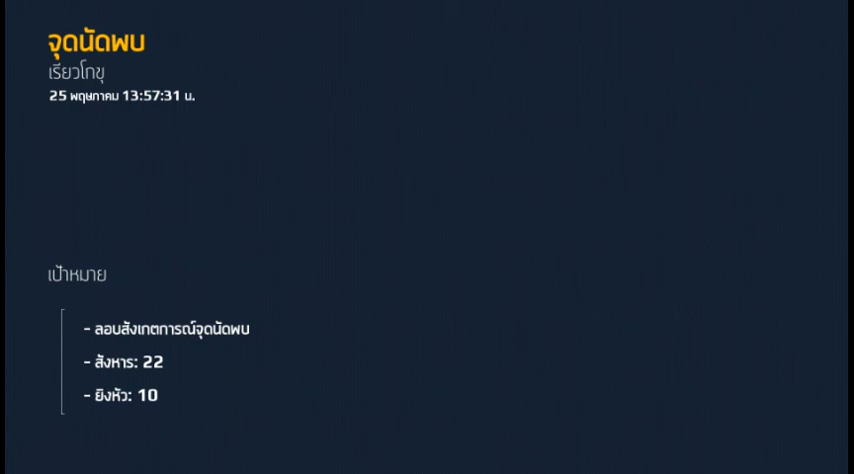 จุดนัดพบ
เรียวโกขุ
25 พฤษภาคม 13:57:31 น.
เป้าหมาย
- ลอบสังเกตการณ์จุดนัดพบ
- สังหาร: 22
- ยิงหัว: 10